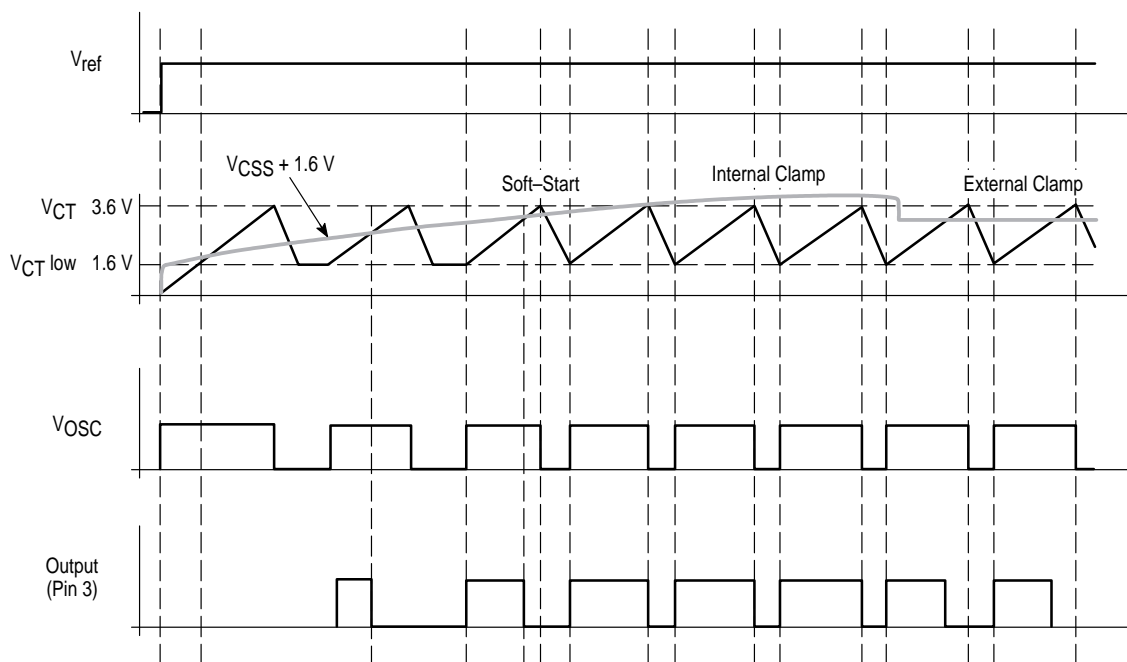 Vref
VCSS + 1.6 V
Soft–Start
Internal Clamp
External Clamp
VCT 3.6 V
VCT low 1.6 V
VOSC
Output
(Pin 3)